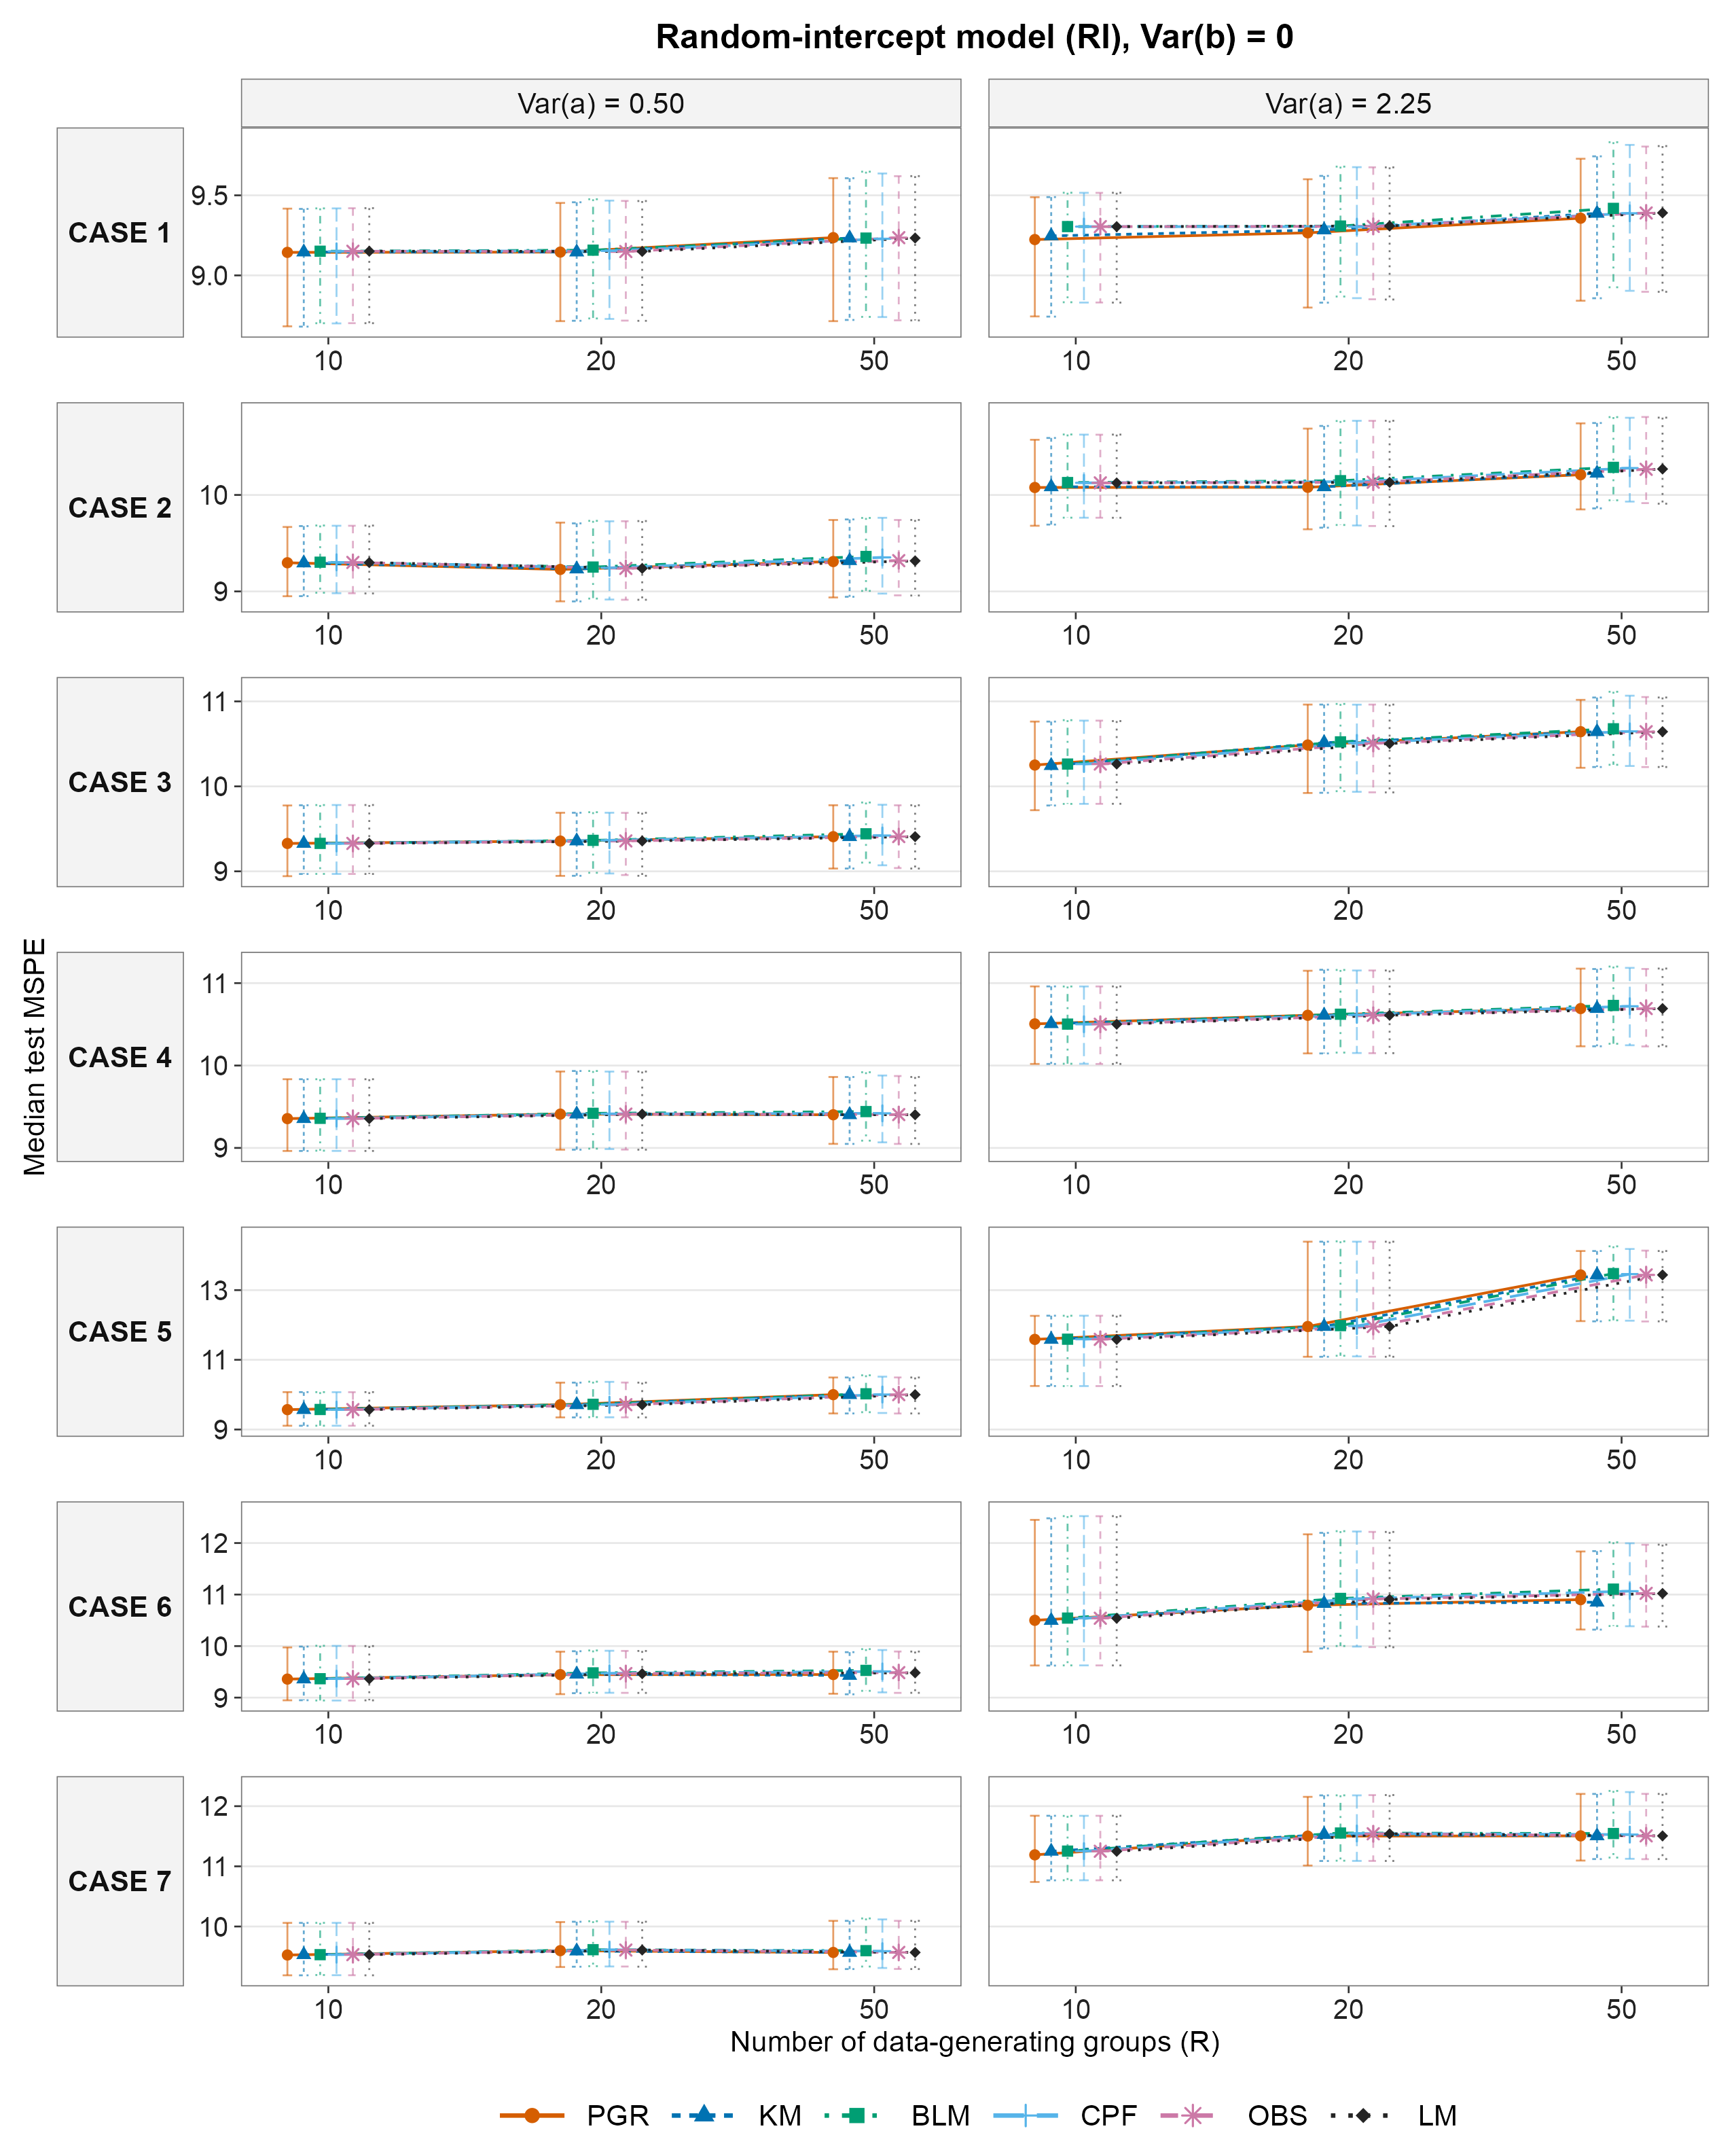 Random-intercept model (RI), Var(b) = 0
Var(a) = 0.50
Var(a) = 2.25
CASE 1
9.5
9.0
10 20 50
10 20 50
CASE 2
10
9
10 20 50
10 20 50
CASE 3
11
10
9
10 20 50
10 20 50
Median test MSPE
CASE 4
11
10
9
10 20 50
10 20 50
CASE 5
13
11
9
10 20 50
10 20 50
CASE 6
12
11
10
9
10 20 50
10 20 50
CASE 7
12
11
10
10 20 50
10 20 50
Number of data-generating groups (R)
PGR KM BLM CPF OBS LM